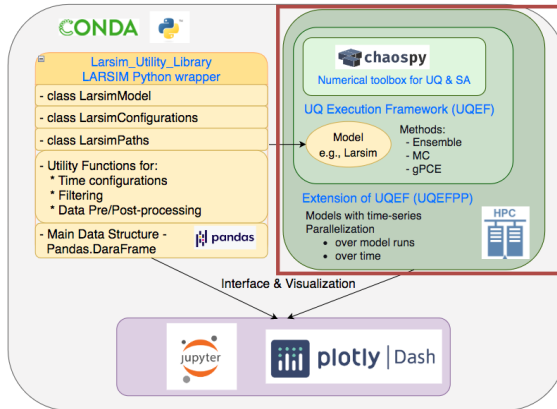 CONDA
Larsim_Utility_Library
LARSIM Python wrapper
- class LarsimModel
- class LarsimConfigurations
- class LarsimPaths
- Utility Functions for:
* Time configurations
* Filtering
* Data Pre/Post-processing
- Main Data Structure -
Pandas.DaraFrame
pandas
chaospy
Numerical toolbox for UQ & SA
UQ Execution Framework (UQEF)
Model
e.g., Larsim
Methods:
- Ensemble
- MC
- gPCE
Extension of UQEF (UQEFPP)
Models with time-series
Parallelization
• over model runs
• over time
HPC
Interface & Visualization
jupyter
plotly | Dash